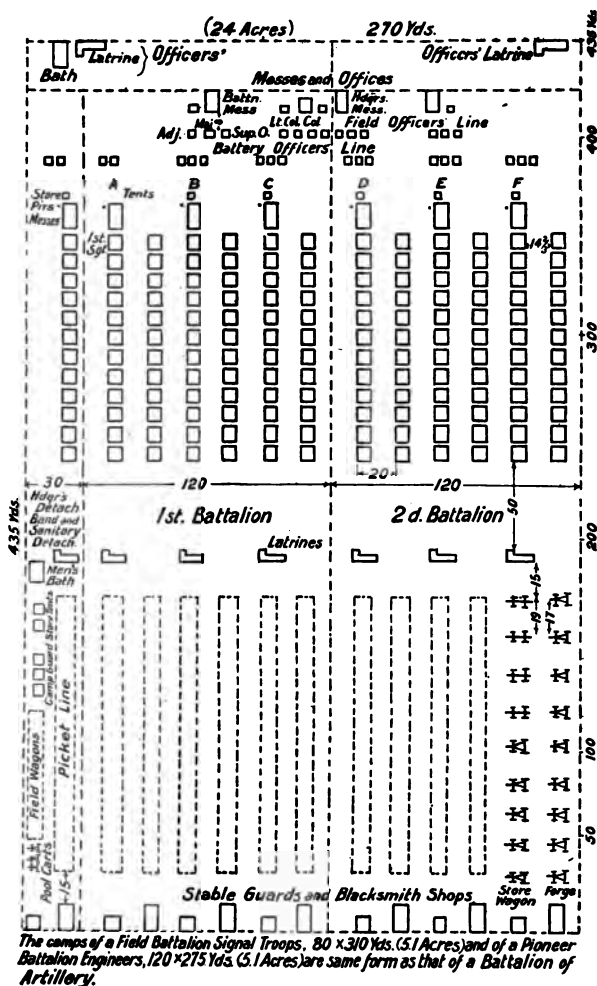 (24 Acres) 270 Yds.
436 Yds
Latrine } Officers'
Officrs' Latrine
Bath
Messes and Offices
Battn. Mess
Hdqrs. Mess.
Maj.
Lt. Col. Col
Field Officers' Line
Adj.
Sup. O.
400
Battery Officers Line
A B C D E F
Store
Tents
Messes
1st. Sgt.
14 2/3
300
20
30 120 120
50
Hdqr's Detach Band and Sanitary Detach.
1st. Battalion
2d. Battalion
435 Yds.
200
Latrines
Men's Bath
15
19
17
Camp Guard Store Tents
Picket Line
Field Wagons
100
50
Pool Carts
15
Stable Guards and Blacksmith Shops
Store Wagon
Forge
The camps of a Field Battalion Signal Troops, 80 x 310 Yds. (5.1 Acres) and of a Pioneer
Battalion Engineers, 120 x 275 Yds. (5.1 Acres) are same form as that of a Battalion of
Artillery.